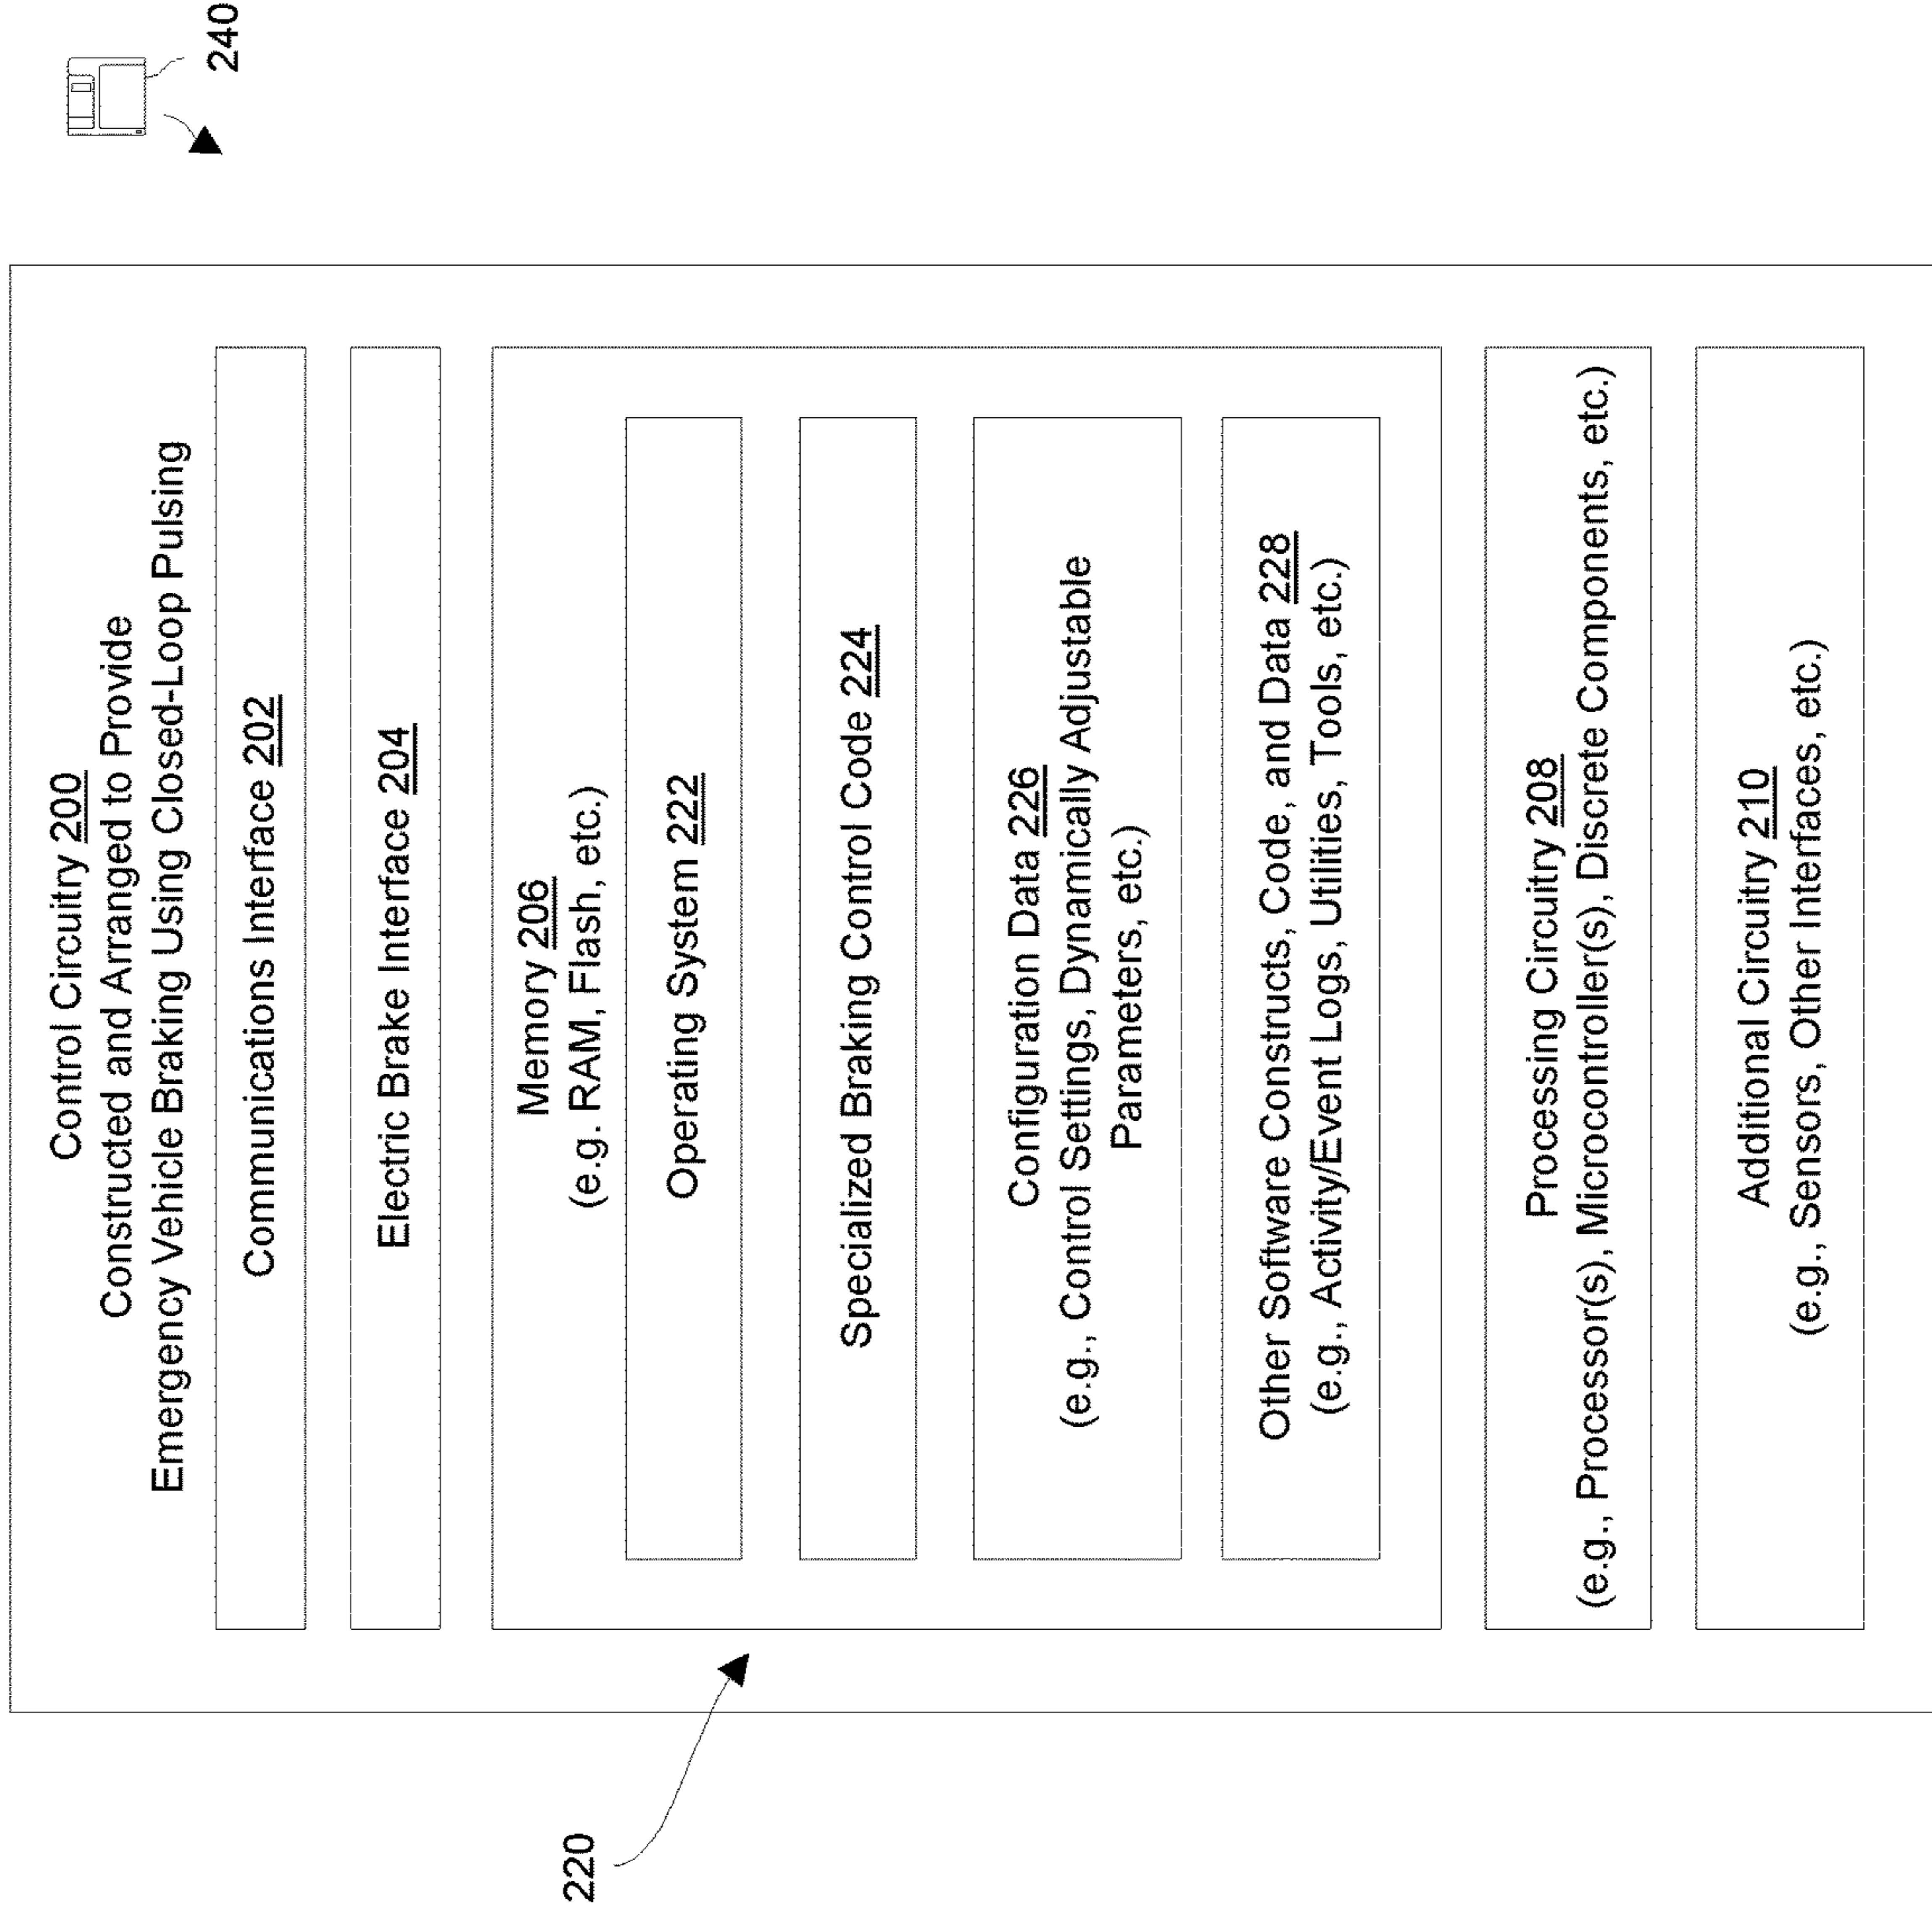 240
Control Circuitry 200
Constructed and Arranged to Provide
Emergency Vehicle Braking Using Closed-Loop Pulsing
Communications Interface 202
Electric Brake Interface 204
Memory 206
(e.g. RAM, Flash, etc.)
Operating System 222
Specialized Braking Control Code 224
Configuration Data 226
(e.g., Control Settings, Dynamically Adjustable
Parameters, etc.)
Other Software Constructs, Code, and Data 228
(e.g., Activity/Event Logs, Utilities, Tools, etc.)
220
Processing Circuitry 208
(e.g., Processor(s), Microcontroller(s), Discrete Components, etc.)
Additional Circuitry 210
(e.g., Sensors, Other Interfaces, etc.)